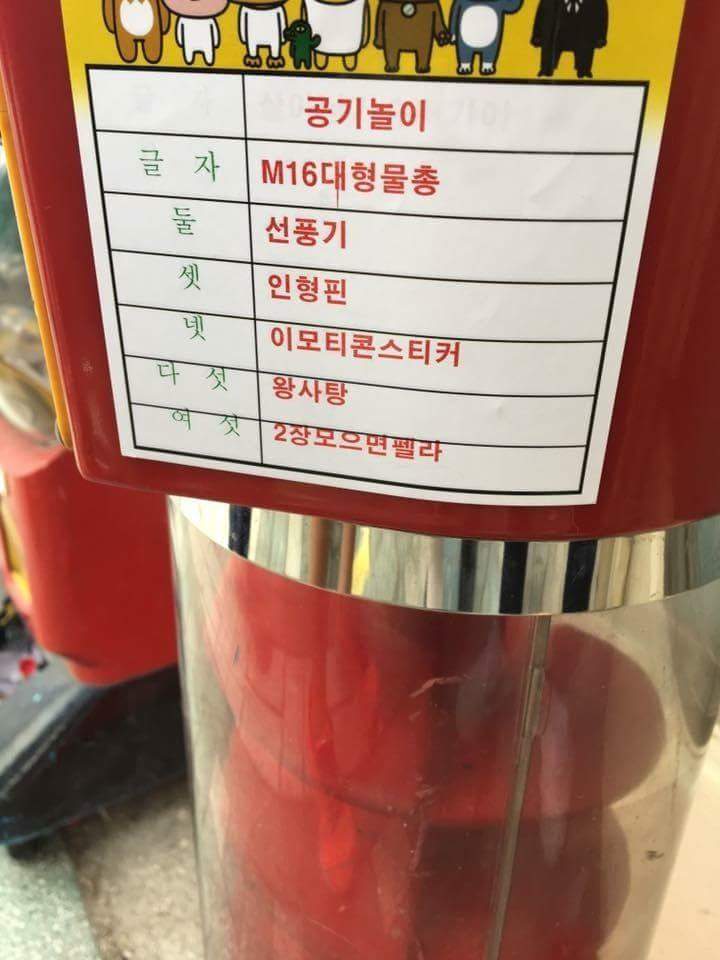 공기놀이
글 자 M16대형물총
둘 선풍기
셋 인형핀
넷 이모티콘스티커
다 섯 왕사탕
여 섯 2장모으면펠라